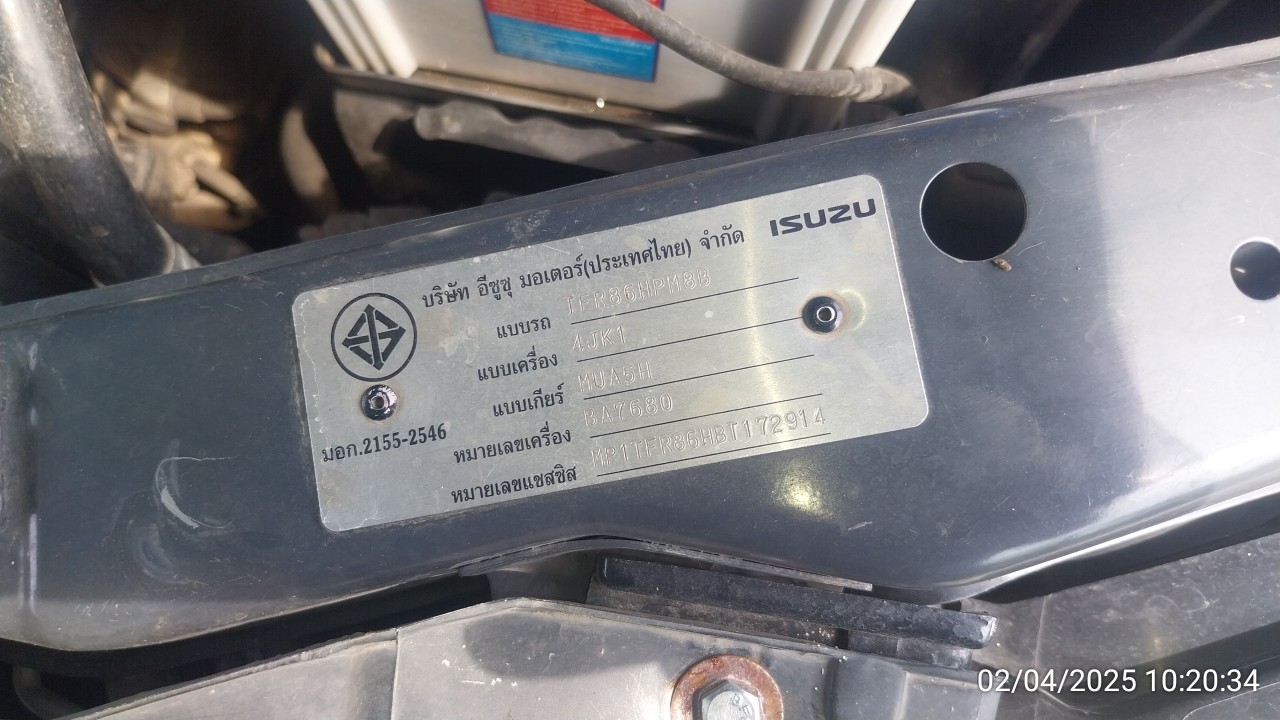 ISUZU
บริษัท อีซูซุ มอเตอร์(ประเทศไทย) จำกัด
แบบรถ TFR86HPM8B
แบบเครื่อง 4JK1
แบบเกียร์ MUA5H
หมายเลขเครื่อง BA7680
หมายเลขแชสซิส MP1TFR86HBT172914
มอก.2155-2546
02/04/2025 10:20:34